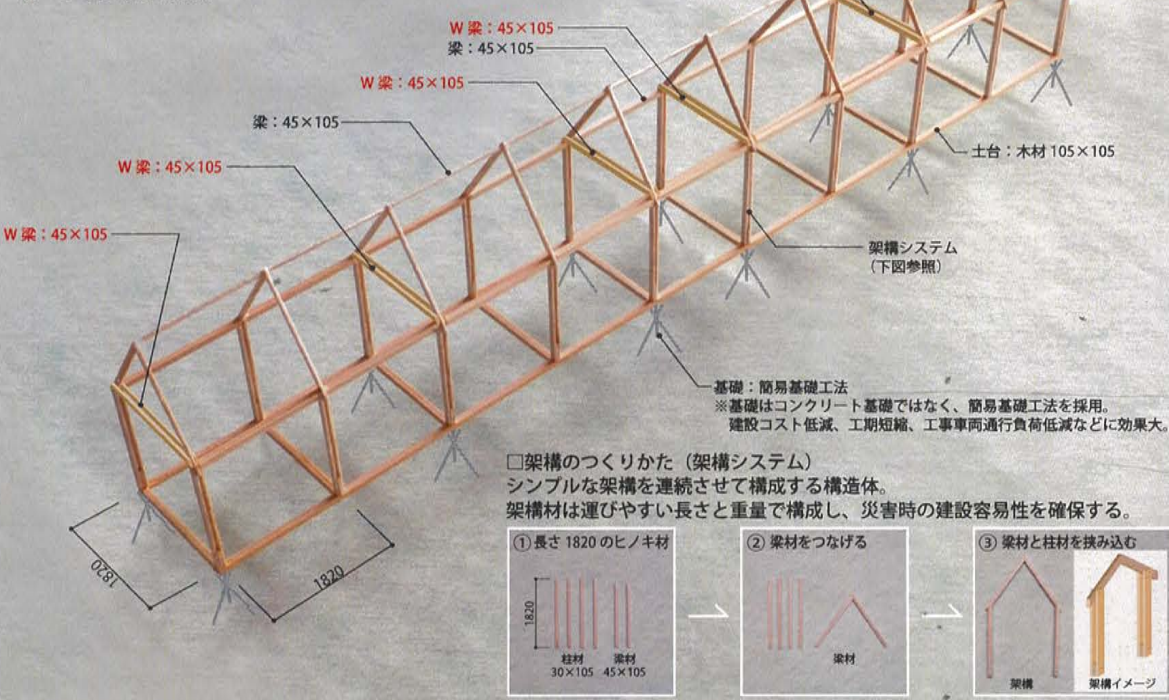 W 梁：45×105
梁：45×105
W 梁：45×105
梁：45×105
W 梁：45×105
W 梁：45×105
土台：木材 105×105
架構システム
（下図参照）
基礎：簡易基礎工法
※基礎はコンクリート基礎ではなく、簡易基礎工法を採用。
建設コスト低減、工期短縮、工事車両通行負荷低減などに効果大。
1820
1820
□架構のつくりかた（架構システム）
シンプルな架構を連続させて構成する構造体。
架構材は運びやすい長さと重量で構成し、災害時の建設容易性を確保する。
① 長さ 1820 のヒノキ材
1820
柱材
30×105
梁材
45×105
② 梁材をつなげる
梁材
③ 梁材と柱材を挟み込む
架構
架構イメージ